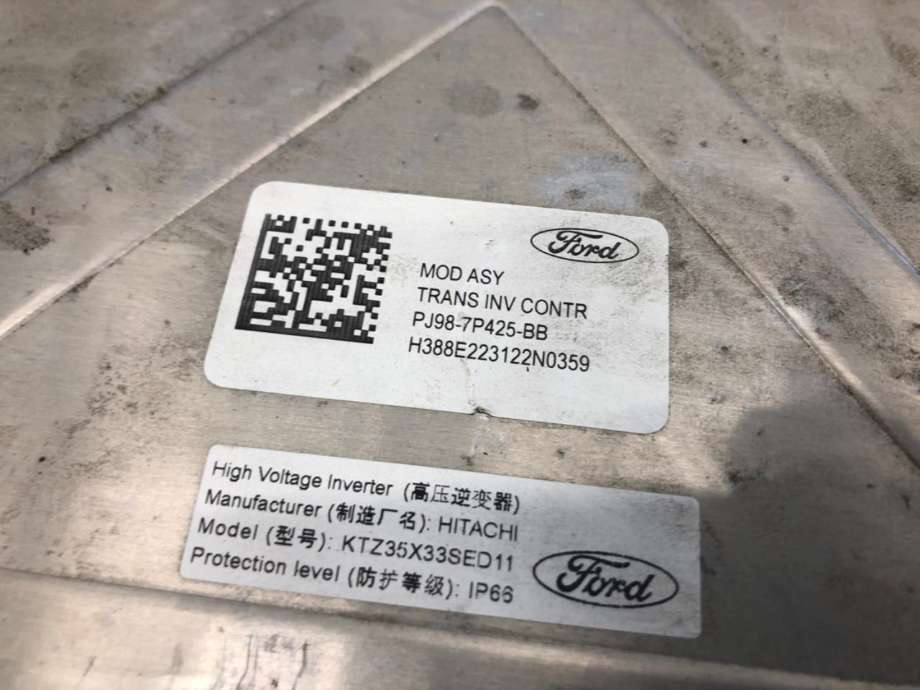 Ford
MOD ASY
TRANS INV CONTR
PJ98-7P425-BB
H388E223122N0359
High Voltage Inverter (高压逆变器)
Manufacturer (制造厂名): HITACHI
Model (型号): KTZ35X33SED11
Protection level (防护等级): IP66
Ford